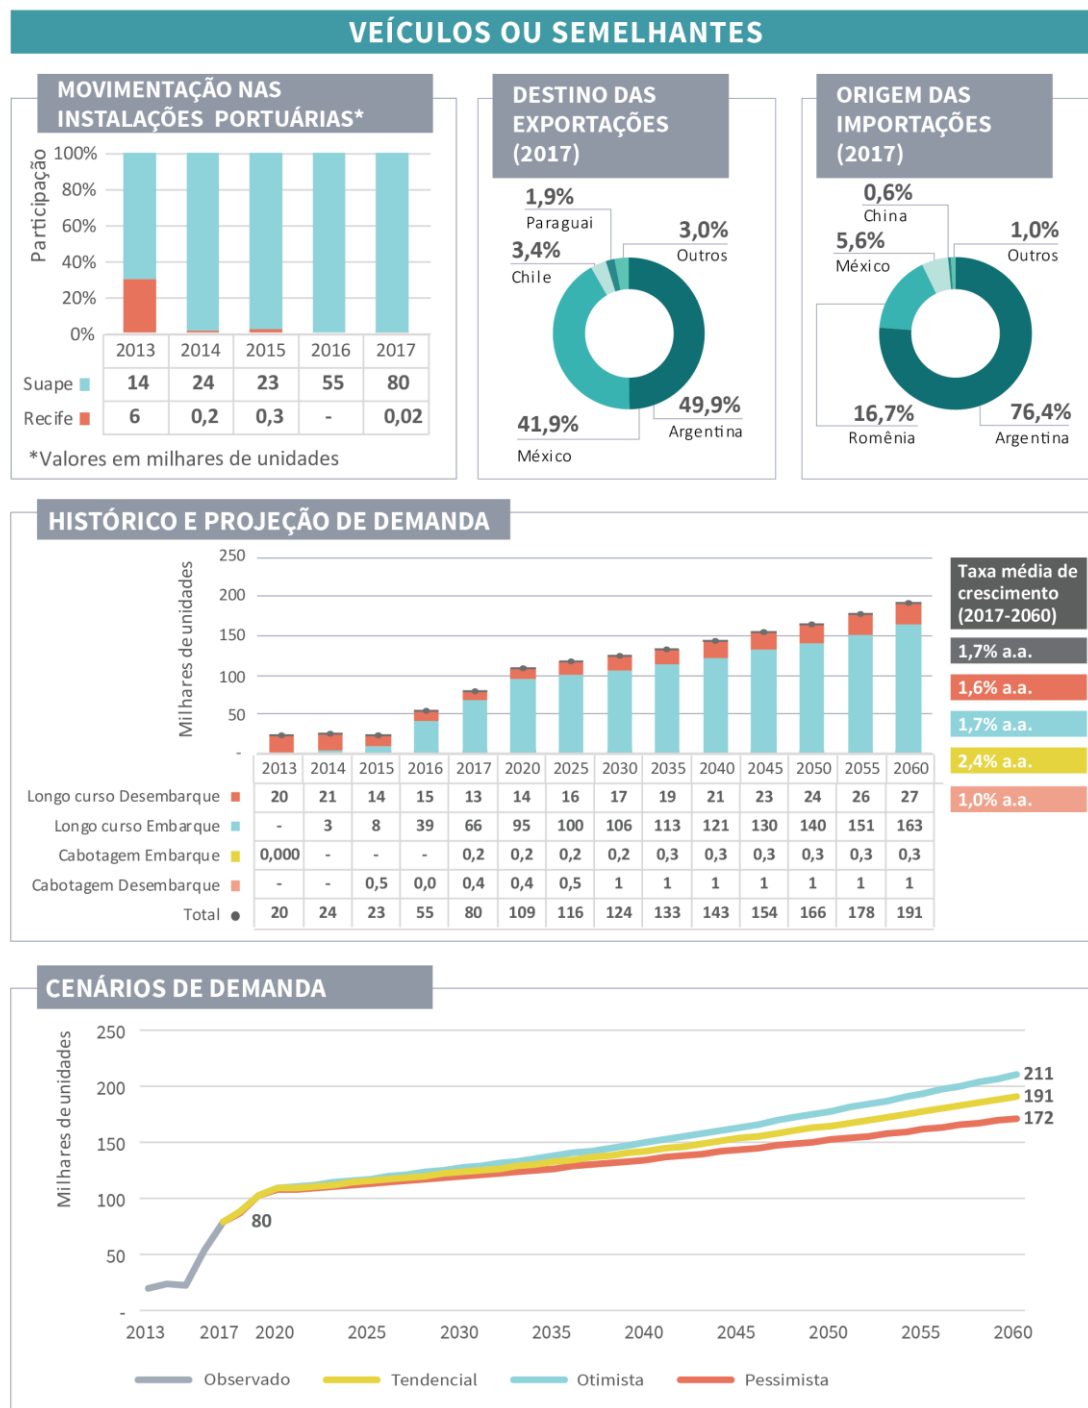 VEÍCULOS OU SEMELHANTES
MOVIMENTAÇÃO NAS
INSTALAÇÕES PORTUÁRIAS*
Participação
100%
80%
60%
40%
20%
0%
2013 2014 2015 2016 2017
Suape 14 24 23 55 80
Recife 6 0,2 0,3 - 0,02
*Valores em milhares de unidades
DESTINO DAS
EXPORTAÇÕES
(2017)
1,9%
Paraguai
3,0%
Outros
3,4%
Chile
41,9%
México
49,9%
Argentina
ORIGEM DAS
IMPORTAÇÕES
(2017)
0,6%
China
1,0%
Outros
5,6%
México
16,7%
Romênia
76,4%
Argentina
HISTÓRICO E PROJEÇÃO DE DEMANDA
Milhares de unidades
250
200
150
100
50
-
2013 2014 2015 2016 2017 2020 2025 2030 2035 2040 2045 2050 2055 2060
Longo curso Desembarque 20 21 14 15 13 14 16 17 19 21 23 24 26 27
Longo curso Embarque - 3 8 39 66 95 100 106 113 121 130 140 151 163
Cabotagem Embarque 0,000 - - - 0,2 0,2 0,2 0,2 0,3 0,3 0,3 0,3 0,3 0,3
Cabotagem Desembarque - - 0,5 0,0 0,4 0,4 0,5 1 1 1 1 1 1 1
Total 20 24 23 55 80 109 116 124 133 143 154 166 178 191
Taxa média de
crescimento
(2017-2060)
1,7% a.a.
1,6% a.a.
1,7% a.a.
2,4% a.a.
1,0% a.a.
CENÁRIOS DE DEMANDA
Milhares de unidades
250
200
150
100
50
-
211
191
172
80
2013 2017 2020 2025 2030 2035 2040 2045 2050 2055 2060
Observado Tendencial Otimista Pessimista